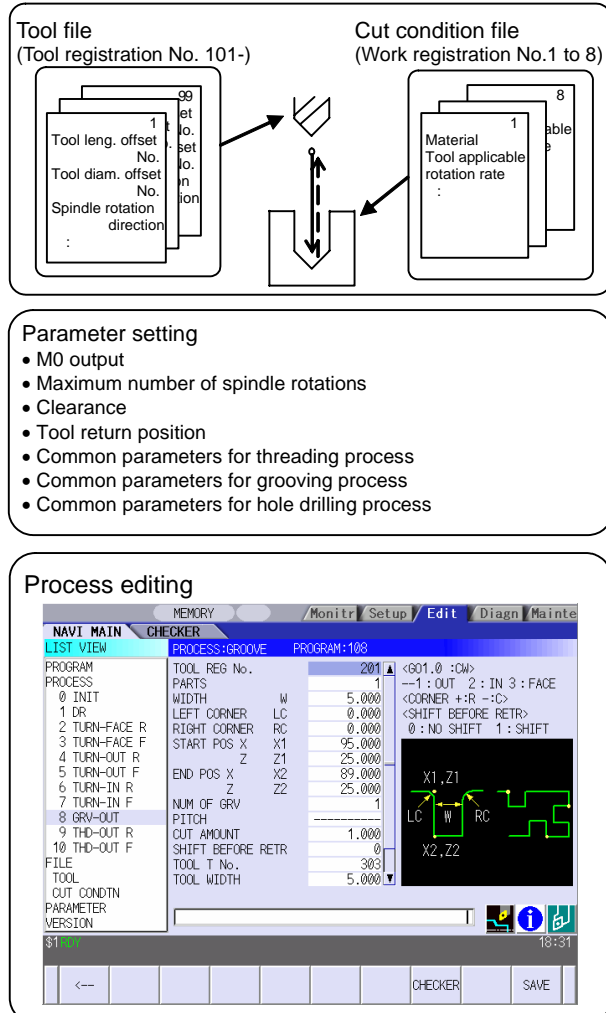 Tool file
(Tool registration No. 101-)
Cut condition file
(Work registration No.1 to 8)
99
1
Tool leng. offset
No.
Tool diam. offset
No.
Spindle rotation
direction
:
8
1
Material
Tool applicable
rotation rate
:
Parameter setting
• M0 output
• Maximum number of spindle rotations
• Clearance
• Tool return position
• Common parameters for threading process
• Common parameters for grooving process
• Common parameters for hole drilling process
Process editing
MEMORY Monitr Setup Edit Diagn Mainte
NAVI MAIN CHECKER
LIST VIEW PROCESS:GROOVE PROGRAM:108
PROGRAM
PROCESS
0 INIT
1 DR
2 TURN-FACE R
3 TURN-FACE F
4 TURN-OUT R
5 TURN-OUT F
6 TURN-IN R
7 TURN-IN F
8 GRV-OUT
9 THD-OUT R
10 THD-OUT F
FILE
TOOL
CUT CONDTN
PARAMETER
VERSION
TOOL REG No. 201
PARTS 1
WIDTH W 5.000
LEFT CORNER LC 0.000
RIGHT CORNER RC 0.000
START POS X X1 95.000
Z Z1 25.000
END POS X X2 89.000
Z Z2 25.000
NUM OF GRV 1
PITCH ----------
CUT AMOUNT 1.000
SHIFT BEFORE RETR 0
TOOL T No. 303
TOOL WIDTH 5.000
<GO1.0 :CW>
--1:OUT 2:IN 3:FACE
<CORNER +:R -:C>
<SHIFT BEFORE RETR>
0:NO SHIFT 1:SHIFT
X1,Z1
LC W RC
X2,Z2
$1 RDY 18:31
<-- CHECKER SAVE